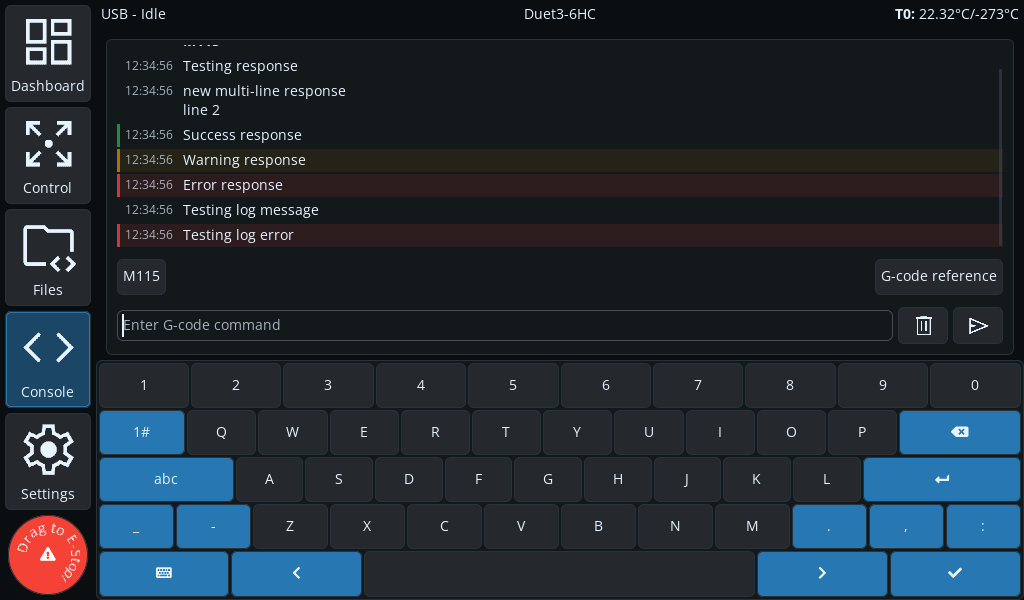 USB - Idle
Duet3-6HC
T0: 22.32°C/-273°C
Dashboard
Control
Files
Console
Settings
Drag to E-Stop!
12:34:56 Testing response
12:34:56 new multi-line response
line 2
12:34:56 Success response
12:34:56 Warning response
12:34:56 Error response
12:34:56 Testing log message
12:34:56 Testing log error
M115
G-code reference
Enter G-code command
1 2 3 4 5 6 7 8 9 0
1# Q W E R T Y U I O P
abc A S D F G H J K L
_ - Z X C V B N M . , :